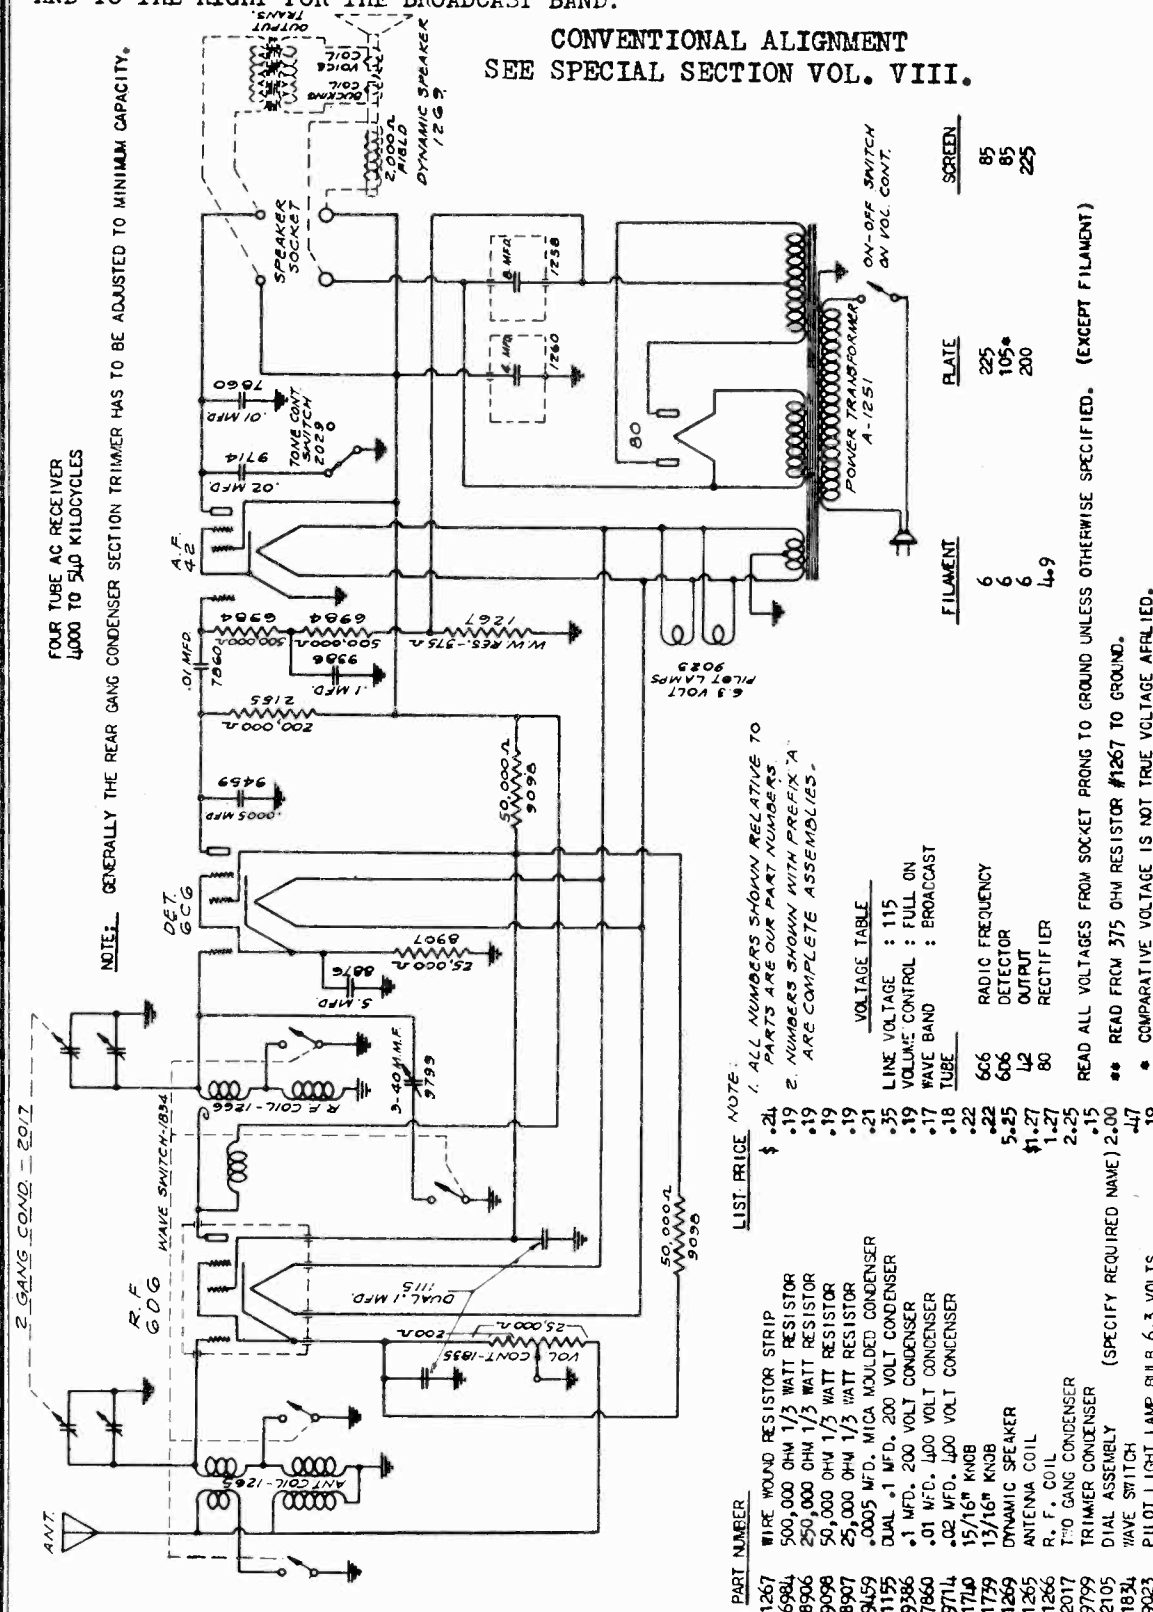 AND TO THE RIGHT FOR THE BROADCAST BAND.
CONVENTIONAL ALIGNMENT
SEE SPECIAL SECTION VOL. VIII.
FOUR TUBE AC RECEIVER
4000 TO 540 KILOCYCLES
NOTE: GENERALLY THE REAR GANG CONDENSER SECTION TRIMMER HAS TO BE ADJUSTED TO MINIMUM CAPACITY.
2 GANG COND. - 2017
WAVE SWITCH-1834
ANT.
ANT COIL-1265
R.F.
6D6
DUAL .1 MFD.
1115
200Ω
25,000Ω
VOL CONT-1835
50,000Ω
9098
R.F. COIL-1266
3-40 M.M.F.
9799
DET.
6C6
.5 MFD.
8876
25,000Ω
8907
.0005 MFD
9459
200,000Ω
2185
50,000Ω
9098
.01 MFD.
7860
A.F.
42
500,000Ω
6984
500,000Ω
6984
.1 MFD.
9386
W.W. RES.-375Ω
1267
6.3 VOLT
PILOT LAMPS
9023
.02 MFD.
9714
TONE CONT.
SWITCH
2029
.01 MFD.
7860
SPEAKER
SOCKET
OUTPUT
TRANS.
VOICE
COIL
BUCKING
COIL
2,000Ω
FIELD
DYNAMIC SPEAKER
1269
8 MFD.
1258
MFD.
1260
80
POWER TRANSFORMER
A-1251
ON-OFF SWITCH
ON VOL. CONT.
NOTE:
1. ALL NUMBERS SHOWN RELATIVE TO
PARTS ARE OUR PART NUMBERS
2. NUMBERS SHOWN WITH PREFIX "A"
ARE COMPLETE ASSEMBLIES.
PART NUMBER LIST PRICE
1267 WIRE WOUND RESISTOR STRIP $ .24
6984 500,000 OHM 1/3 WATT RESISTOR .19
8906 250,000 OHM 1/3 WATT RESISTOR .19
9098 50,000 OHM 1/3 WATT RESISTOR .19
8907 25,000 OHM 1/3 WATT RESISTOR .19
9459 .0005 MFD. MICA MOULDED CONDENSER .21
1155 DUAL .1 MFD. 200 VOLT CONDENSER .35
9386 .1 MFD. 200 VOLT CONDENSER .19
7860 .01 MFD. 400 VOLT CONDENSER .17
9714 .02 MFD. 400 VOLT CONDENSER .18
1740 15/16" KNOB .22
1739 13/16" KNOB .22
1269 DYNAMIC SPEAKER 5.25
1265 ANTENNA COIL $1.27
1266 R. F. COIL 1.27
2017 TWO GANG CONDENSER 2.25
9799 TRIMMER CONDENSER .15
2105 DIAL ASSEMBLY (SPECIFY REQUIRED NAME) 2.00
1834 WAVE SWITCH .47
9023 PILOT LIGHT LAMP BULB 6.3 VOLTS .19
VOLTAGE TABLE
LINE VOLTAGE : 115
VOLUME CONTROL : FULL ON
WAVE BAND : BROACCAST
TUBE FILAMENT PLATE SCREEN
6C6 RADIC FREQUENCY 6 225 85
6D6 DETECTOR 6 105* 85
42 OUTPUT 6 200 225
80 RECTIFIER 4.9
READ ALL VOLTAGES FROM SOCKET PRONG TO GROUND UNLESS OTHERWISE SPECIFIED. (EXCEPT FILAMENT)
** READ FRCM 375 OHM RESISTOR #1267 TO GROUND.
* COMPARATIVE VOLTAGE IS NOT TRUE VOLTAGE APPLIED.